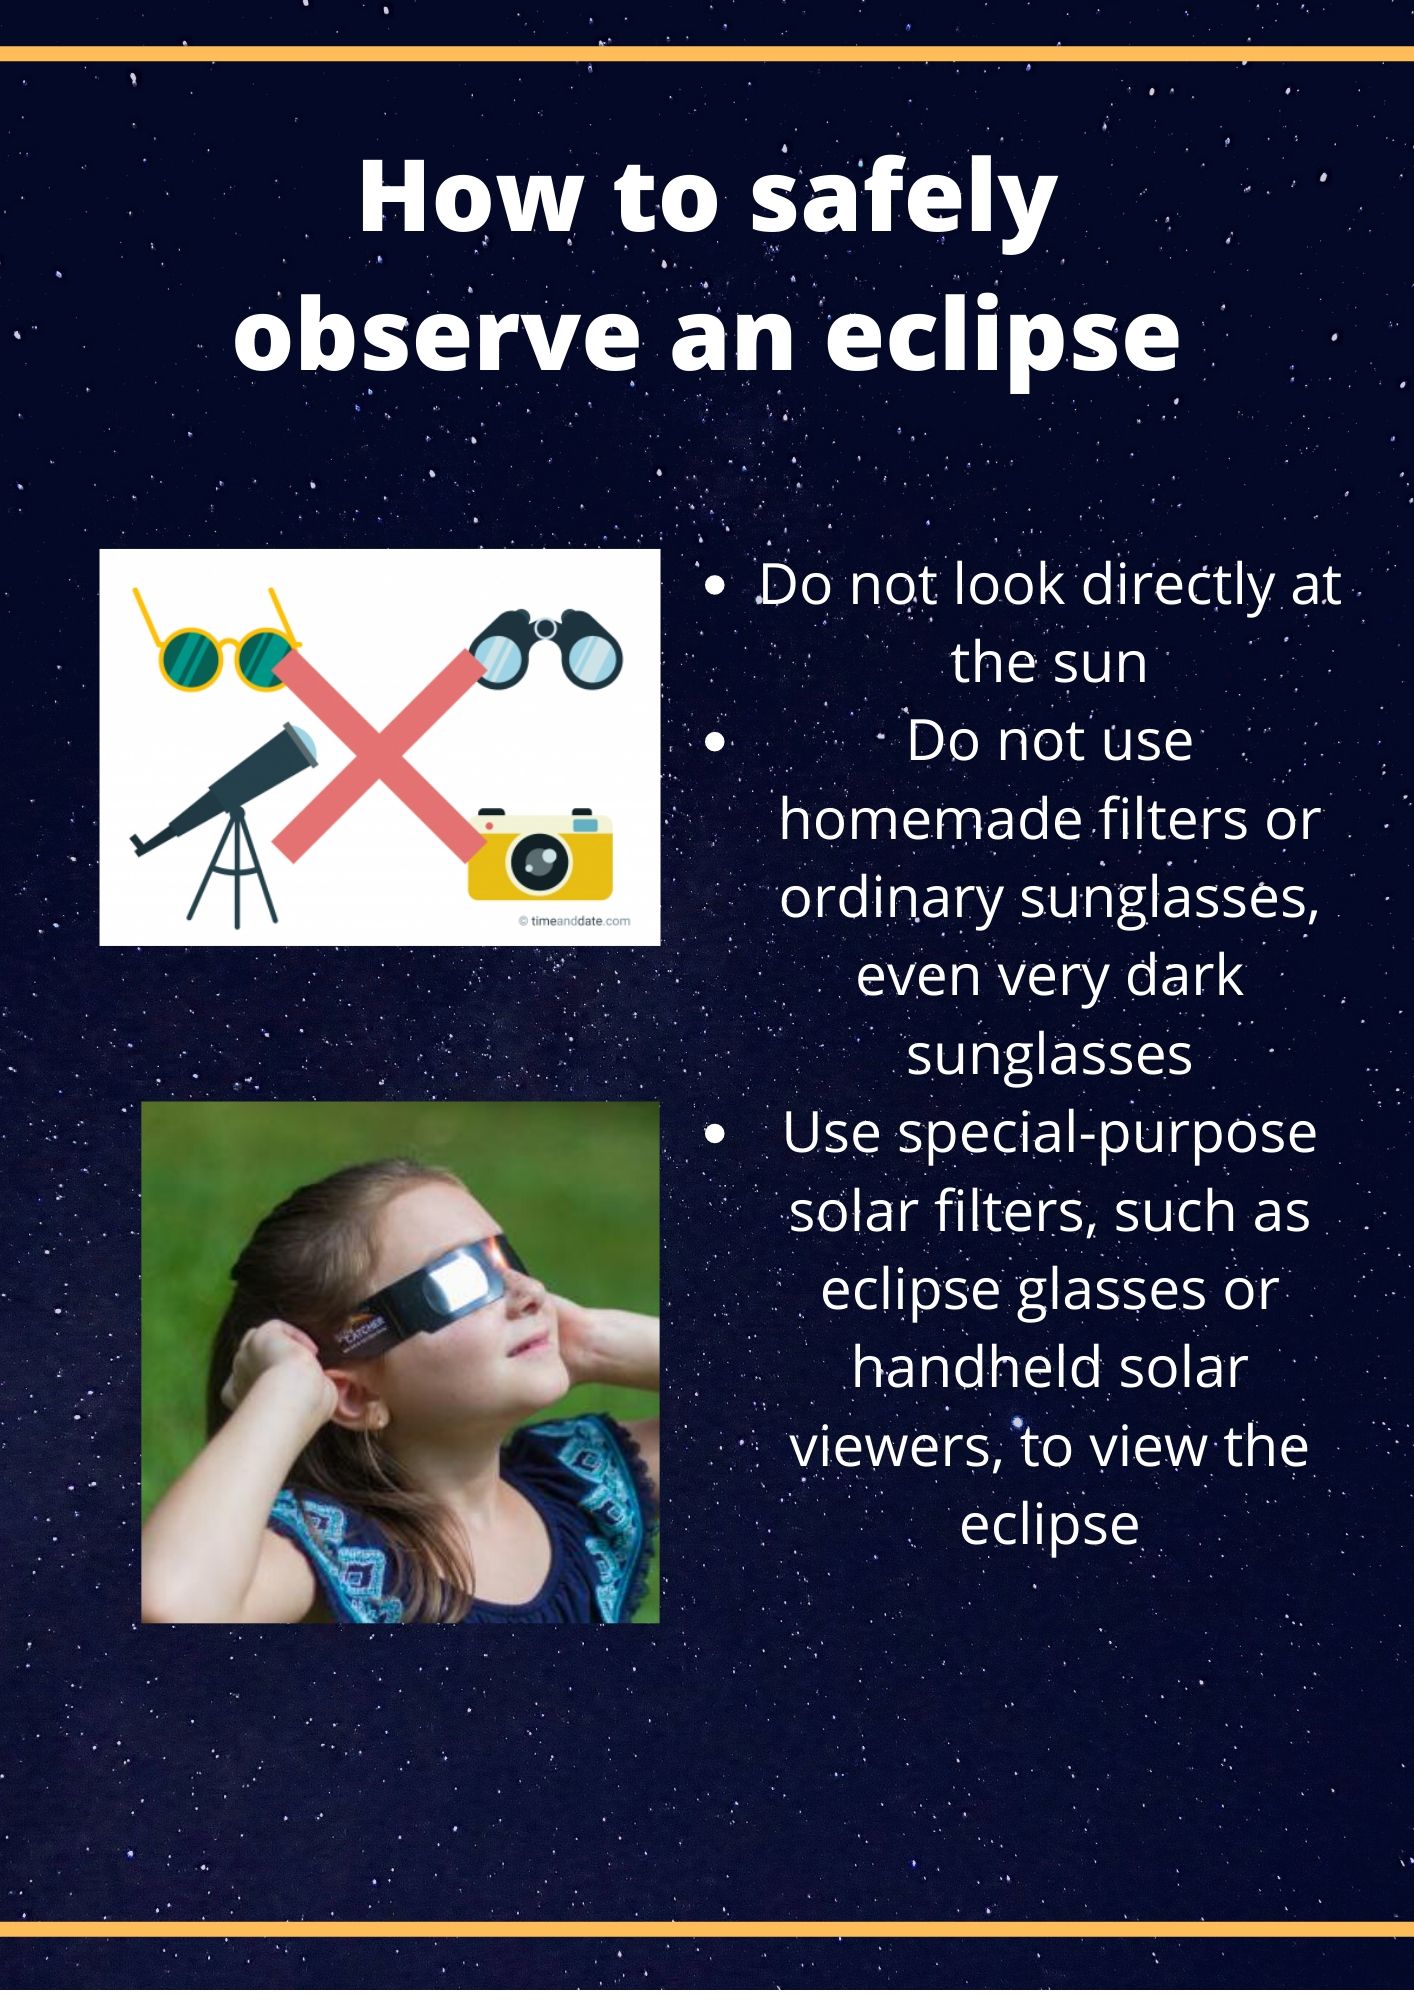 How to safely
observe an eclipse
• Do not look directly at
the sun
• Do not use
homemade filters or
ordinary sunglasses,
even very dark
sunglasses
• Use special-purpose
solar filters, such as
eclipse glasses or
handheld solar
viewers, to view the
eclipse
© timeanddate.com
CATCHER